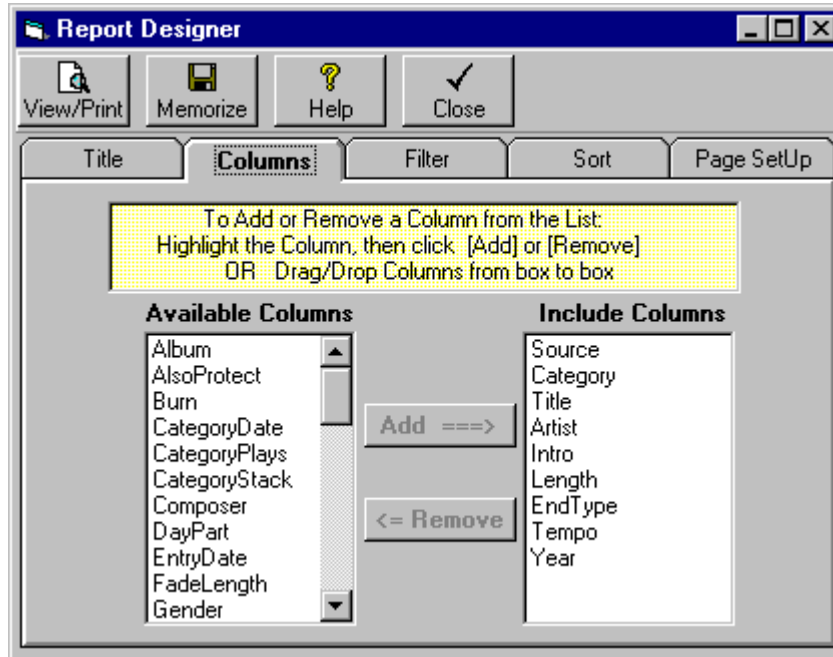 Report Designer
View/Print Memorize Help Close
Title Columns Filter Sort Page SetUp
To Add or Remove a Column from the List:
Highlight the Column, then click [Add] or [Remove]
OR Drag/Drop Columns from box to box
Available Columns
Album
AlsoProtect
Burn
CategoryDate
CategoryPlays
CategoryStack
Composer
DayPart
EntryDate
FadeLength
Gender
Add ===>
<= Remove
Include Columns
Source
Category
Title
Artist
Intro
Length
EndType
Tempo
Year